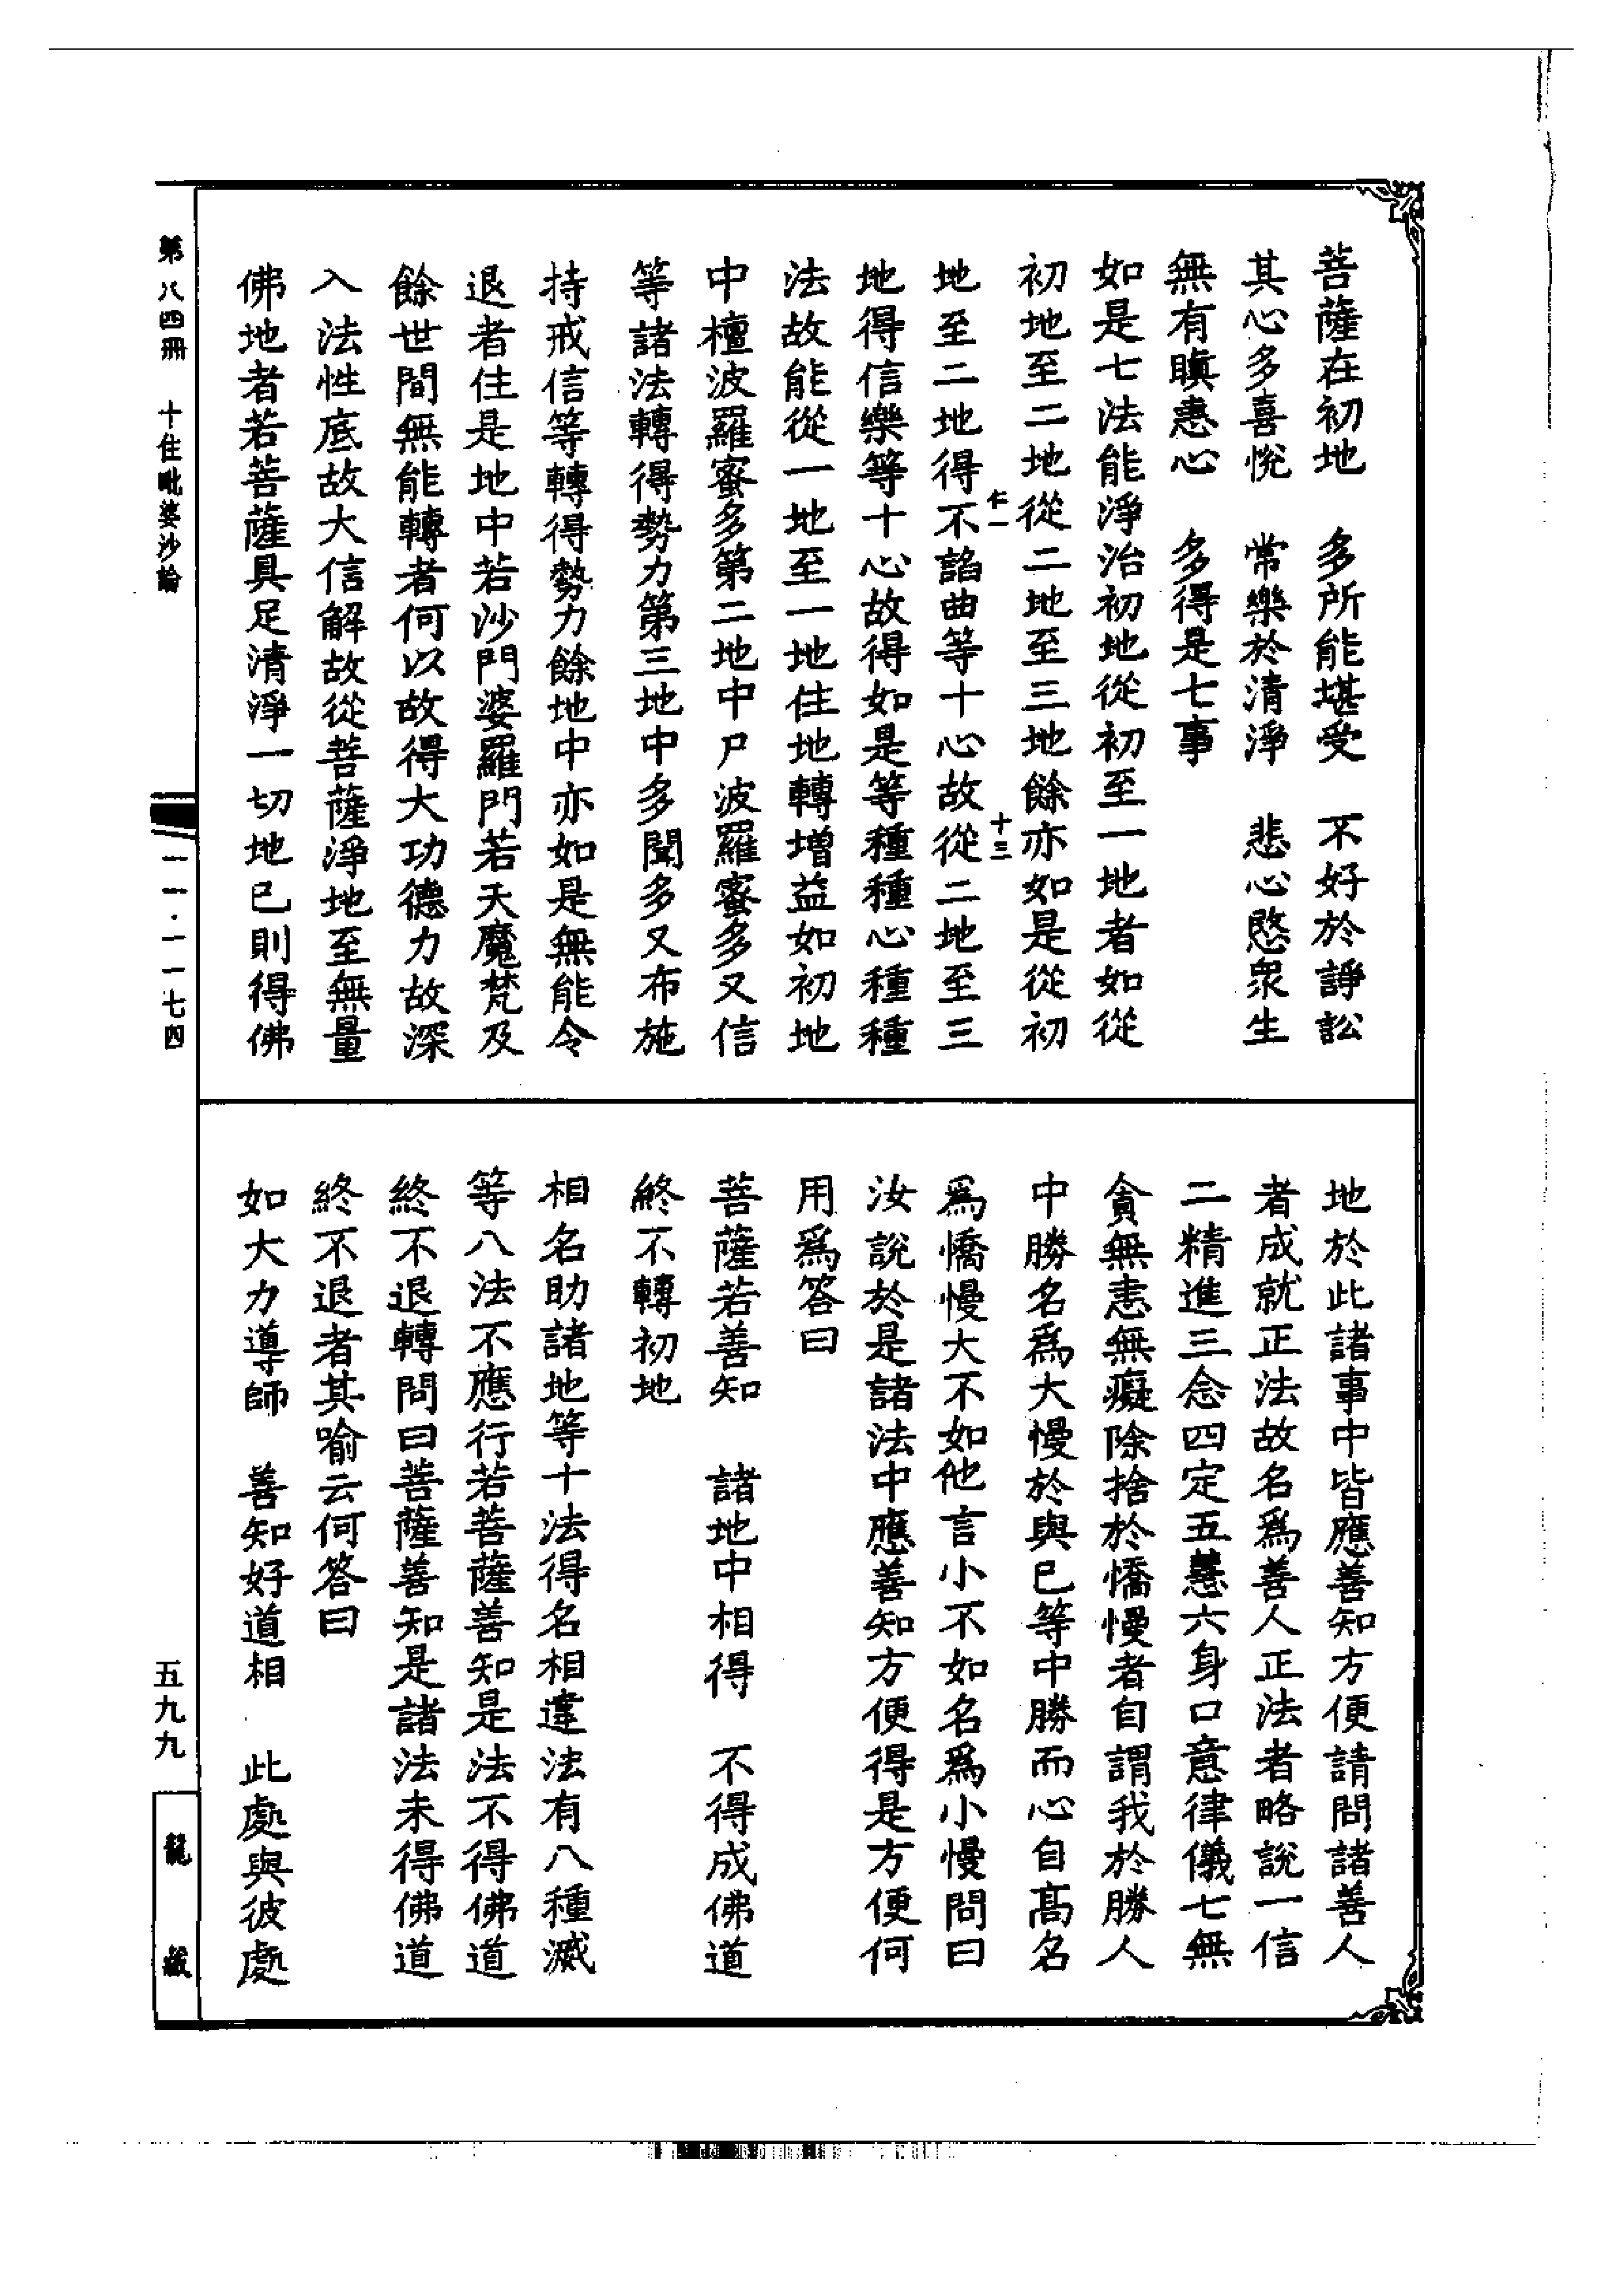 菩薩在初地　多所能堪受　不好於諍訟
其心多喜悅　常樂於清淨　悲心愍衆生
無有瞋恚心　多得是七事
如是七法能淨治初地從初至一地者如從
初地至二地從二地至三地餘亦如是從初
地至二地得不諂曲等十心故從二地至三
仁一
十三
地得信樂等十心故得如是等種種心種種
法故能從一地至一地住地轉增益如初地
中檀波羅蜜多第二地中尸波羅蜜多又信
等諸法轉得勢力第三地中多聞多又布施
持戒信等轉得勢力餘地中亦如是無能令
退者住是地中若沙門婆羅門若天魔梵及
餘世間無能轉者何以故得大功德力故深
入法性底故大信解故從菩薩淨地至無量
佛地者若菩薩具足清淨一切地已則得佛
地於此諸事中皆應善知方便請問諸善人
者成就正法故名爲善人正法者略說一信
二精進三念四定五慧六身口意律儀七無
貪無恚無癡除捨於憍慢者自謂我於勝人
中勝名爲大慢於與已等中勝而心自高名
爲憍慢大不如他言小不如名爲小慢問曰
汝說於是諸法中應善知方便得是方便何
用爲答曰
菩薩若善知　諸地中相得　不得成佛道
終不轉初地
相名助諸地等十法得名相違法有八種滅
等八法不應行若菩薩善知是法不得佛道
終不退轉問曰菩薩善知是諸法未得佛道
終不退者其喻云何答曰
如大力導師　善知好道相　此處與彼處
第八四冊　十住毗婆沙論
一一·一一七四
五九九
龍藏